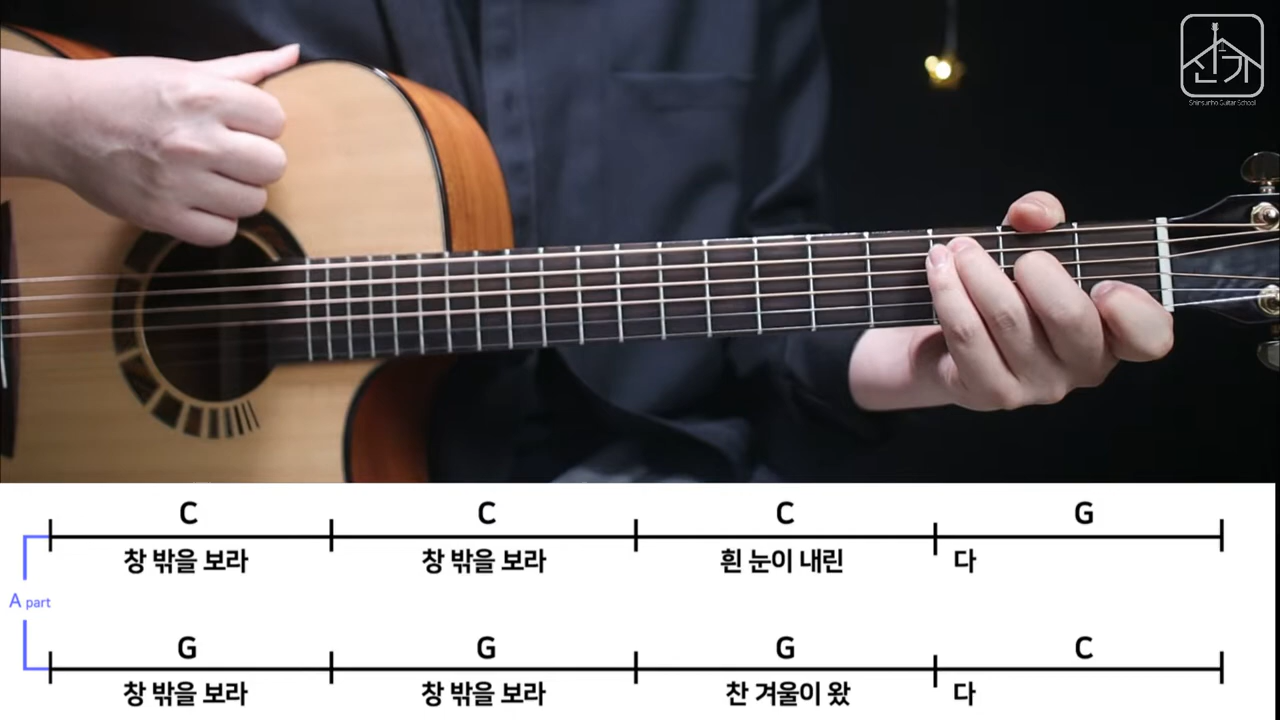 신기
Shinsunho Guitar School
C C C G
창 밖을 보라 창 밖을 보라 흰 눈이 내린 다
A part
G G G C
창 밖을 보라 창 밖을 보라 찬 겨울이 왔 다